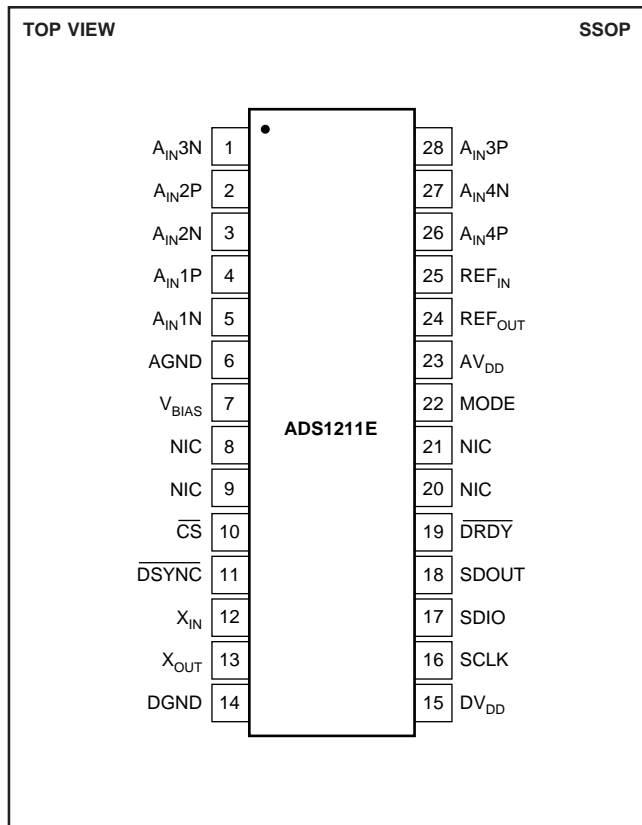 TOP VIEW SSOP
AIN3N 1 28 AIN3P
AIN2P 2 27 AIN4N
AIN2N 3 26 AIN4P
AIN1P 4 25 REFIN
AIN1N 5 24 REFOUT
AGND 6 23 AVDD
VBIAS 7 22 MODE
ADS1211E
NIC 8 21 NIC
NIC 9 20 NIC
CS 10 19 DRDY
DSYNC 11 18 SDOUT
XIN 12 17 SDIO
XOUT 13 16 SCLK
DGND 14 15 DVDD